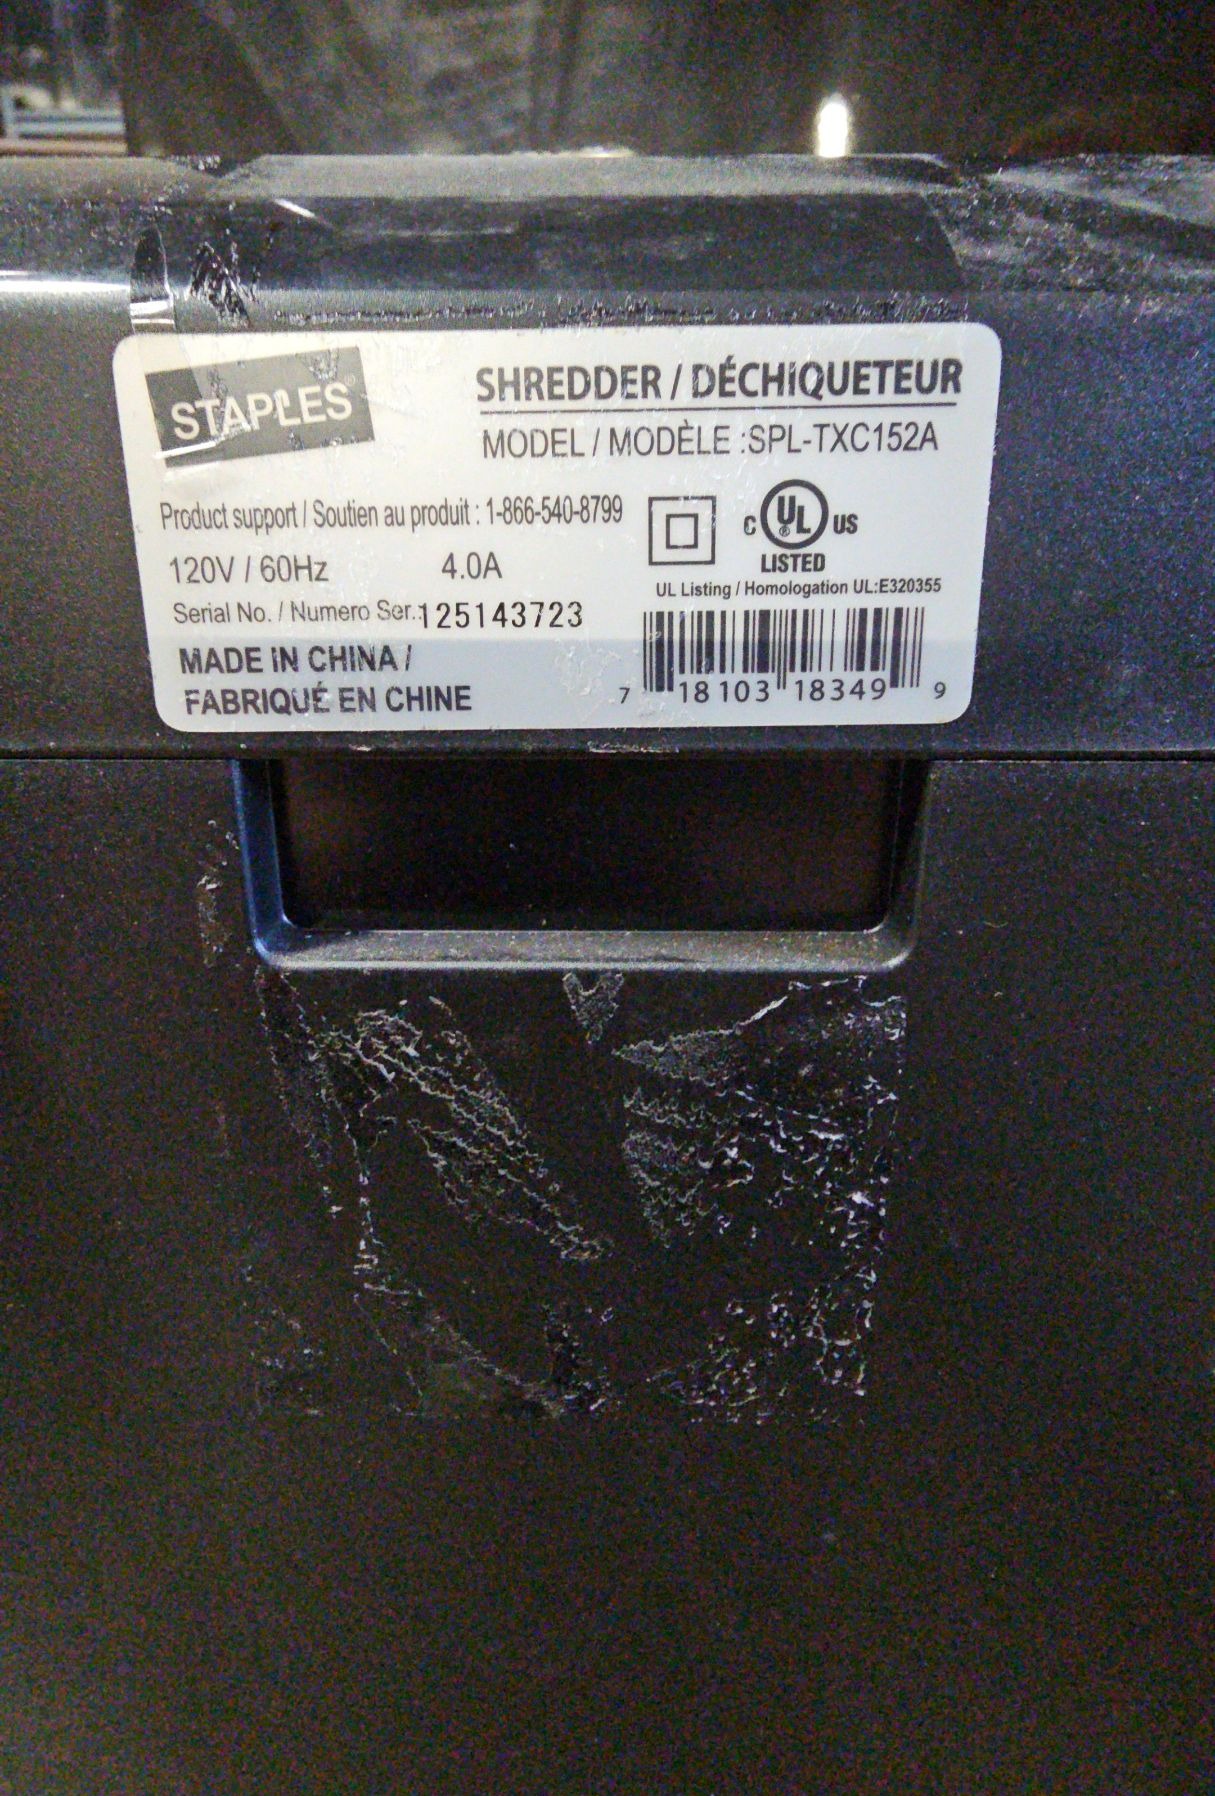 STAPLES®
SHREDDER / DÉCHIQUETEUR
MODEL / MODÈLE :SPL-TXC152A
Product support / Soutien au produit : 1-866-540-8799
120V / 60Hz 4.0A
C UL® US
LISTED
UL Listing / Homologation UL:E320355
Serial No. / Numero Ser.:125143723
MADE IN CHINA /
FABRIQUÉ EN CHINE
7 18103 18349 9